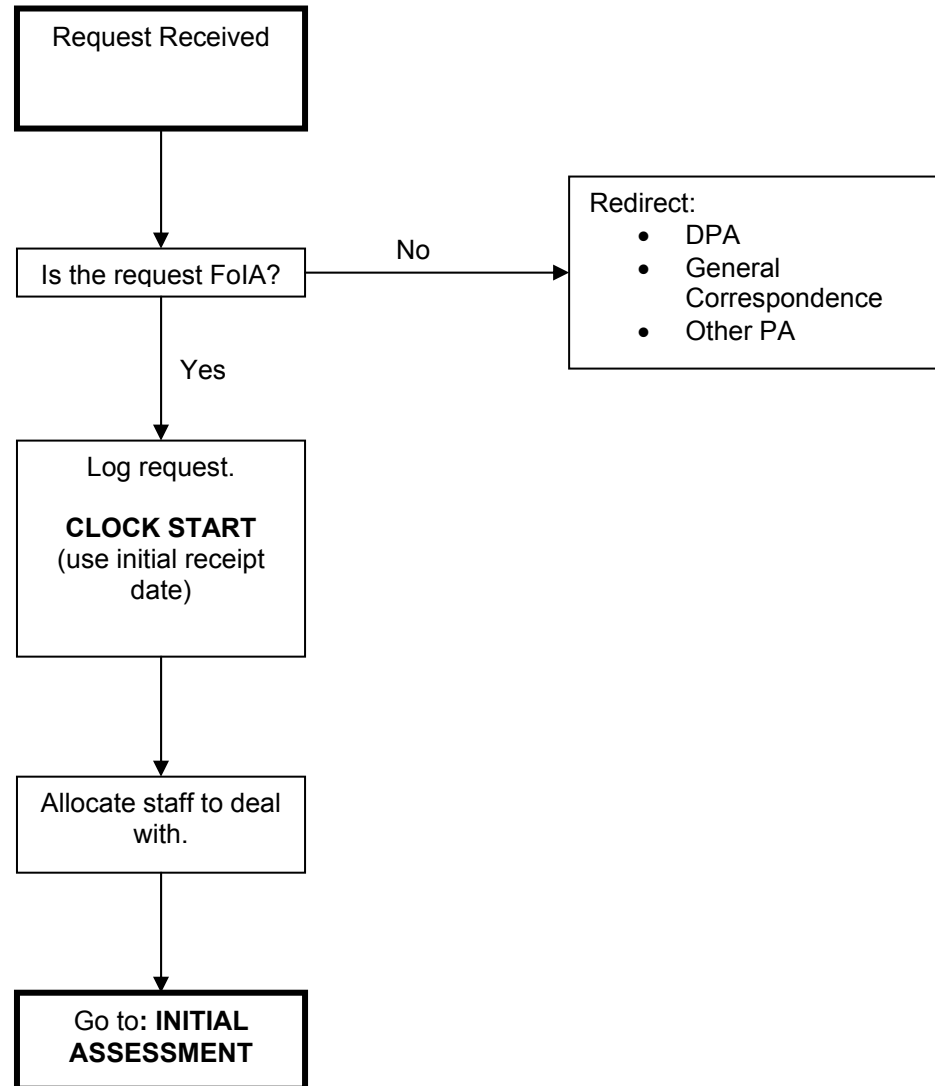 Request Received
Is the request FoIA?
No
Redirect:
• DPA
• General
Correspondence
• Other PA
Yes
Log request.
CLOCK START
(use initial receipt
date)
Allocate staff to deal
with.
Go to: INITIAL
ASSESSMENT